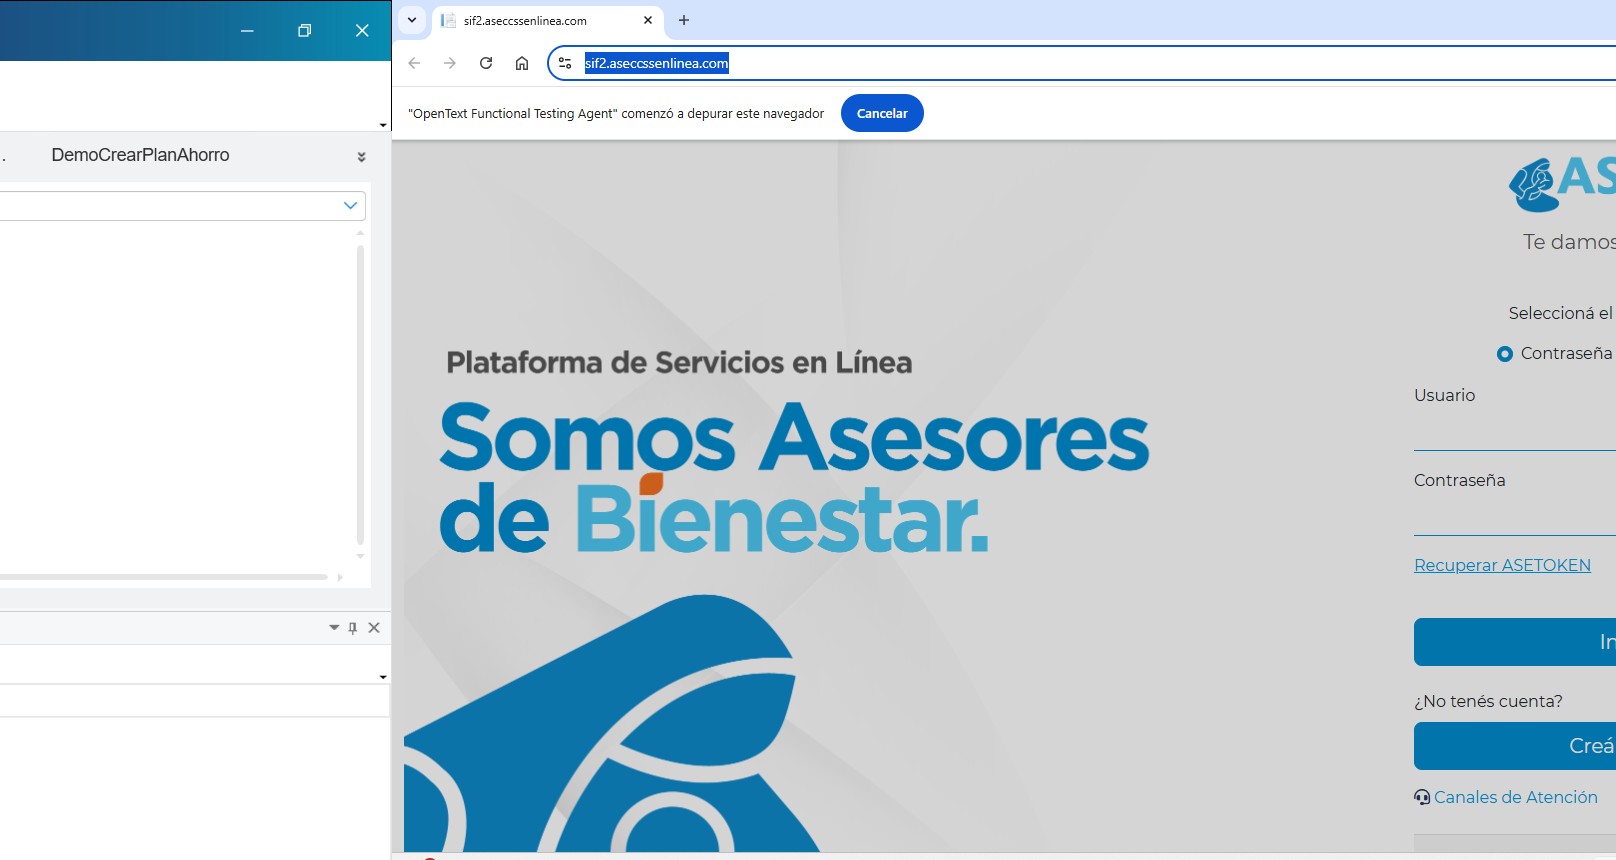 sif2.aseccssenlinea.com
sif2.aseccssenlinea.com
"OpenText Functional Testing Agent" comenzó a depurar este navegador
Cancelar
. DemoCrearPlanAhorro
AS
Te damos
Seleccioná el
Contraseña
Usuario
Plataforma de Servicios en Línea
Somos Asesores
de Bienestar.
Contraseña
Recuperar ASETOKEN
In
¿No tenés cuenta?
Creá
Canales de Atención